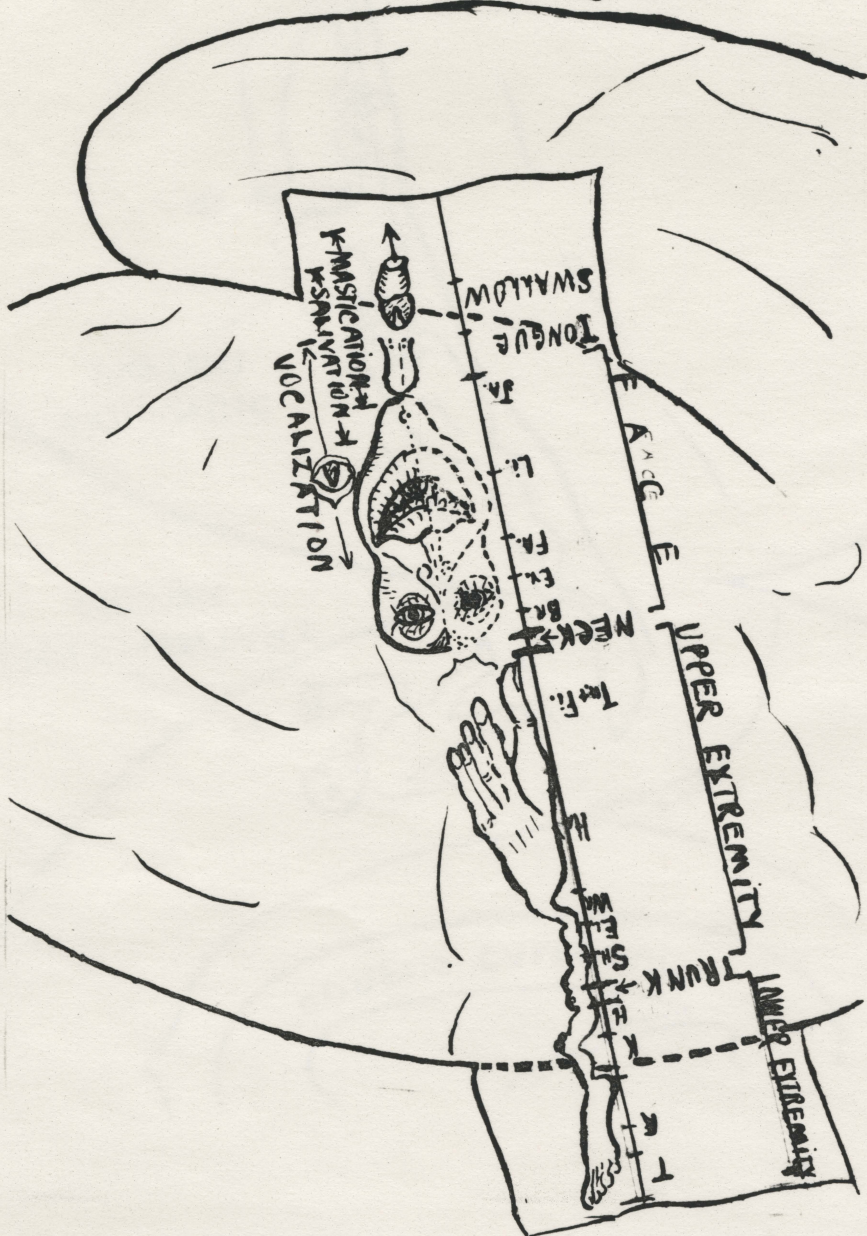 SWALLOW
TONGUE
FACE
Ja.
Li.
Fa.
Ey.
Br.
NECK
UPPER EXTREMITY
Ha
Wr
El
Sh
TRUNK
LOWER EXTREMITY
H
K
T
MASTICATION
SALIVATION
VOCALIZATION